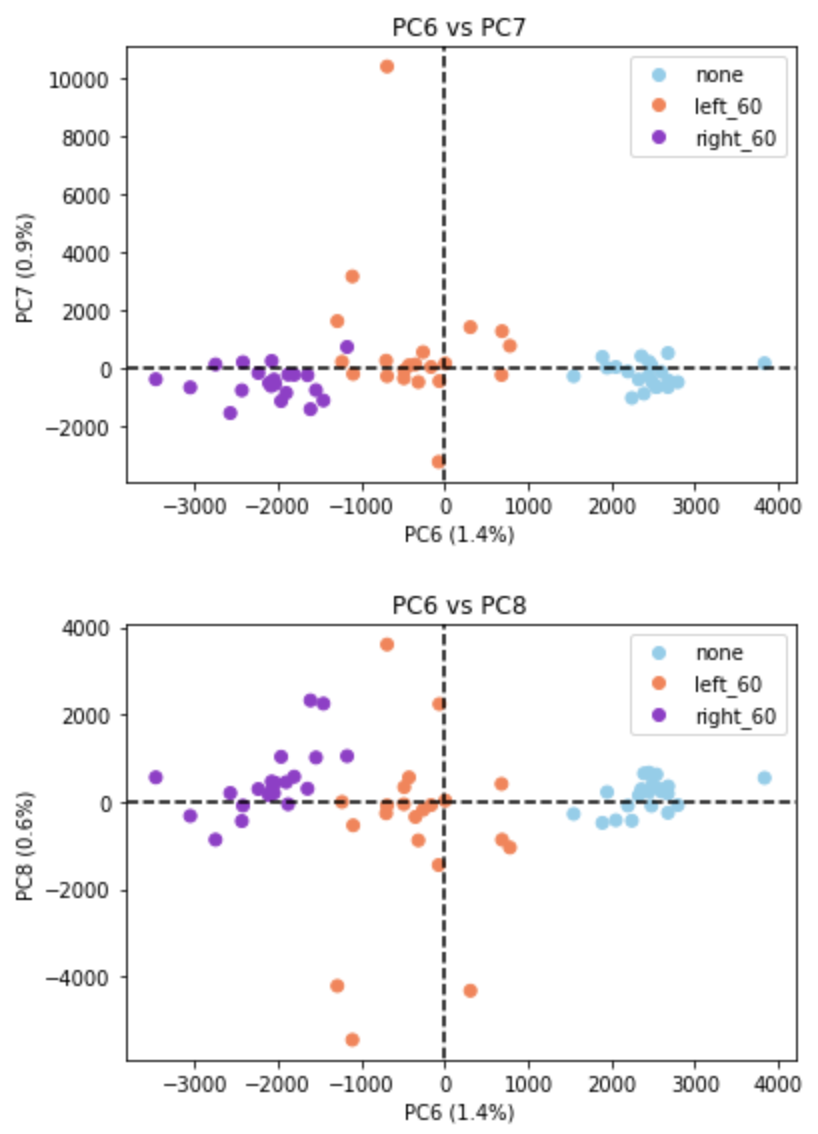 PC6 vs PC7
10000
8000
6000
4000
2000
0
−2000
PC7 (0.9%)
none
left_60
right_60
−3000 −2000 −1000 0 1000 2000 3000 4000
PC6 (1.4%)
PC6 vs PC8
4000
2000
0
−2000
−4000
PC8 (0.6%)
none
left_60
right_60
−3000 −2000 −1000 0 1000 2000 3000 4000
PC6 (1.4%)